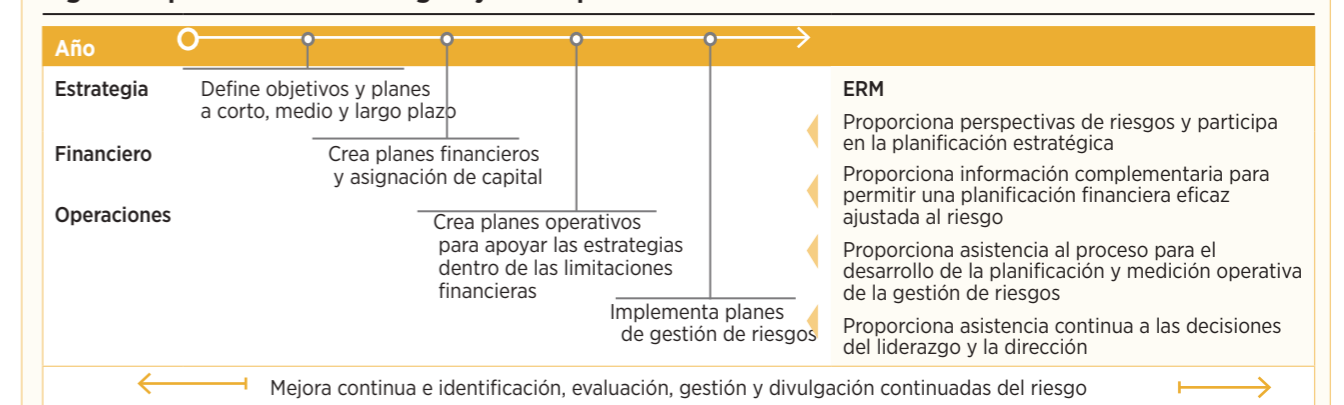 Año
Estrategia
Define objetivos y planes
a corto, medio y largo plazo
Financiero
Crea planes financieros
y asignación de capital
Operaciones
Crea planes operativos
para apoyar las estrategias
dentro de las limitaciones
financieras
Implementa planes
de gestión de riesgos
ERM
Proporciona perspectivas de riesgos y participa
en la planificación estratégica
Proporciona información complementaria para
permitir una planificación financiera eficaz
ajustada al riesgo
Proporciona asistencia al proceso para el
desarrollo de la planificación y medición operativa
de la gestión de riesgos
Proporciona asistencia continua a las decisiones
del liderazgo y la dirección
Mejora continua e identificación, evaluación, gestión y divulgación continuadas del riesgo